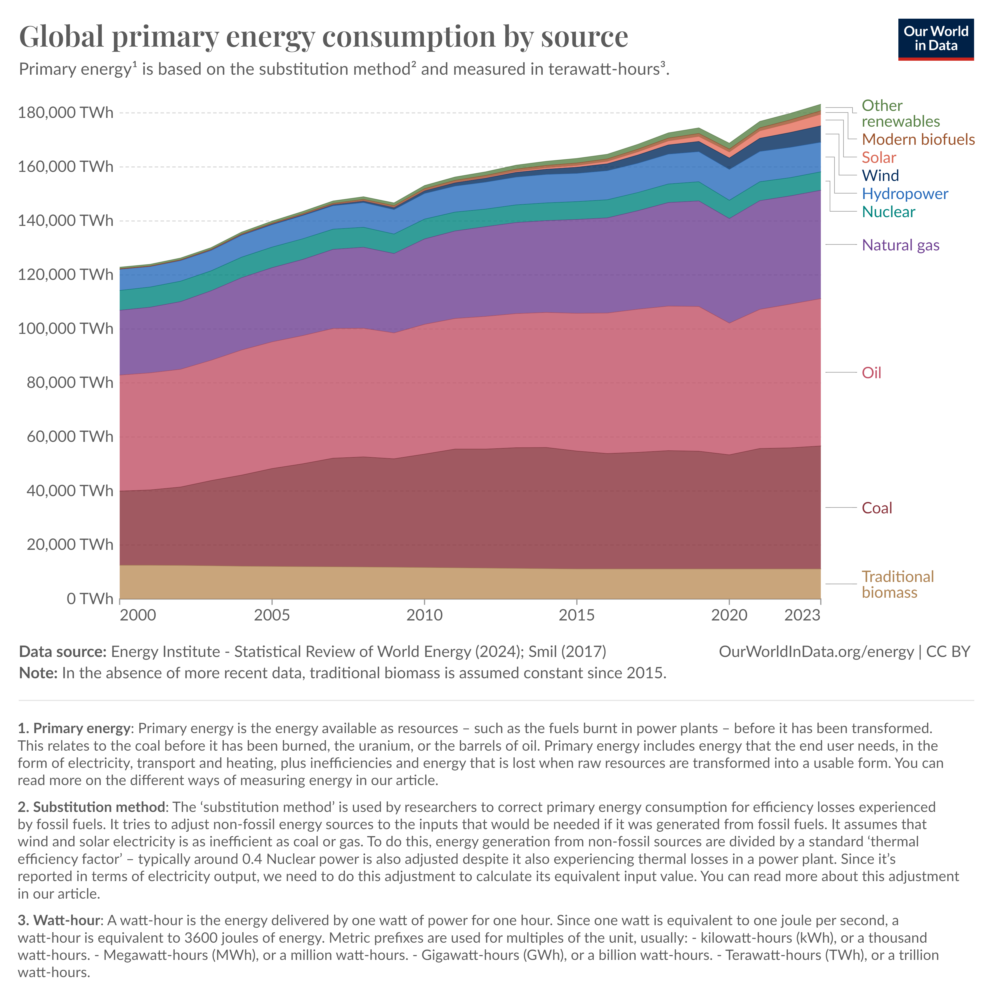 Global primary energy consumption by source
Our World
in Data
Primary energy¹ is based on the substitution method² and measured in terawatt-hours³.
180,000 TWh
160,000 TWh
140,000 TWh
120,000 TWh
100,000 TWh
80,000 TWh
60,000 TWh
40,000 TWh
20,000 TWh
0 TWh
Other
renewables
Modern biofuels
Solar
Wind
Hydropower
Nuclear
Natural gas
Oil
Coal
Traditional
biomass
2000 2005 2010 2015 2020 2023
Data source: Energy Institute - Statistical Review of World Energy (2024); Smil (2017)
OurWorldInData.org/energy | CC BY
Note: In the absence of more recent data, traditional biomass is assumed constant since 2015.
1. Primary energy: Primary energy is the energy available as resources – such as the fuels burnt in power plants – before it has been transformed.
This relates to the coal before it has been burned, the uranium, or the barrels of oil. Primary energy includes energy that the end user needs, in the
form of electricity, transport and heating, plus inefficiencies and energy that is lost when raw resources are transformed into a usable form. You can
read more on the different ways of measuring energy in our article.
2. Substitution method: The ‘substitution method’ is used by researchers to correct primary energy consumption for efficiency losses experienced
by fossil fuels. It tries to adjust non-fossil energy sources to the inputs that would be needed if it was generated from fossil fuels. It assumes that
wind and solar electricity is as inefficient as coal or gas. To do this, energy generation from non-fossil sources are divided by a standard ‘thermal
efficiency factor’ – typically around 0.4 Nuclear power is also adjusted despite it also experiencing thermal losses in a power plant. Since it’s
reported in terms of electricity output, we need to do this adjustment to calculate its equivalent input value. You can read more about this adjustment
in our article.
3. Watt-hour: A watt-hour is the energy delivered by one watt of power for one hour. Since one watt is equivalent to one joule per second, a
watt-hour is equivalent to 3600 joules of energy. Metric prefixes are used for multiples of the unit, usually: - kilowatt-hours (kWh), or a thousand
watt-hours. - Megawatt-hours (MWh), or a million watt-hours. - Gigawatt-hours (GWh), or a billion watt-hours. - Terawatt-hours (TWh), or a trillion
watt-hours.